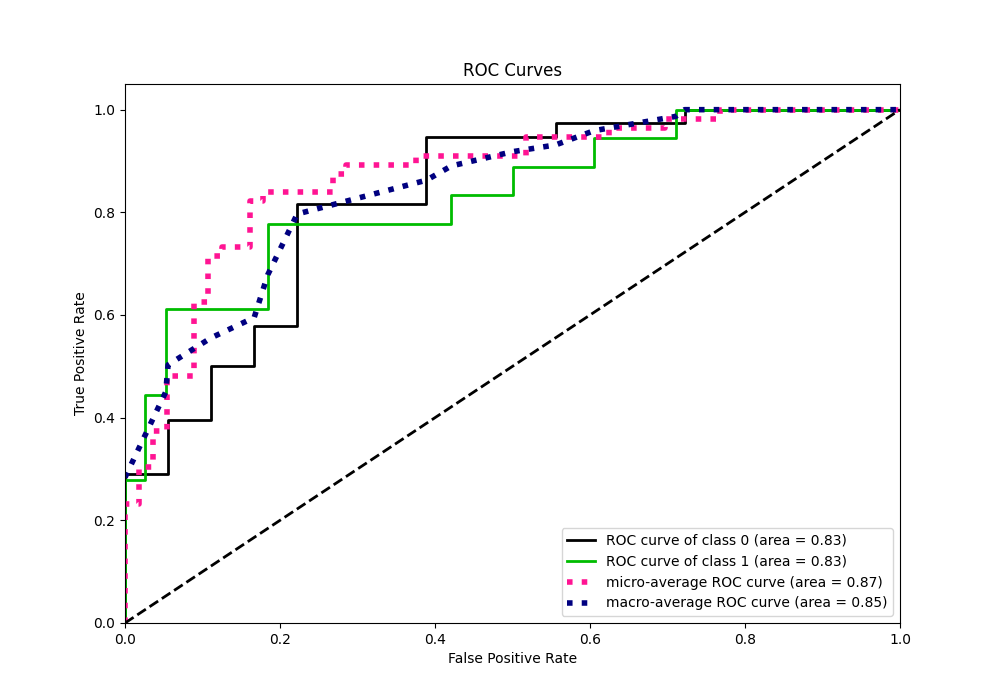 ROC Curves
True Positive Rate
1.0
0.8
0.6
0.4
0.2
0.0
0.0 0.2 0.4 0.6 0.8 1.0
False Positive Rate
ROC curve of class 0 (area = 0.83)
ROC curve of class 1 (area = 0.83)
micro-average ROC curve (area = 0.87)
macro-average ROC curve (area = 0.85)